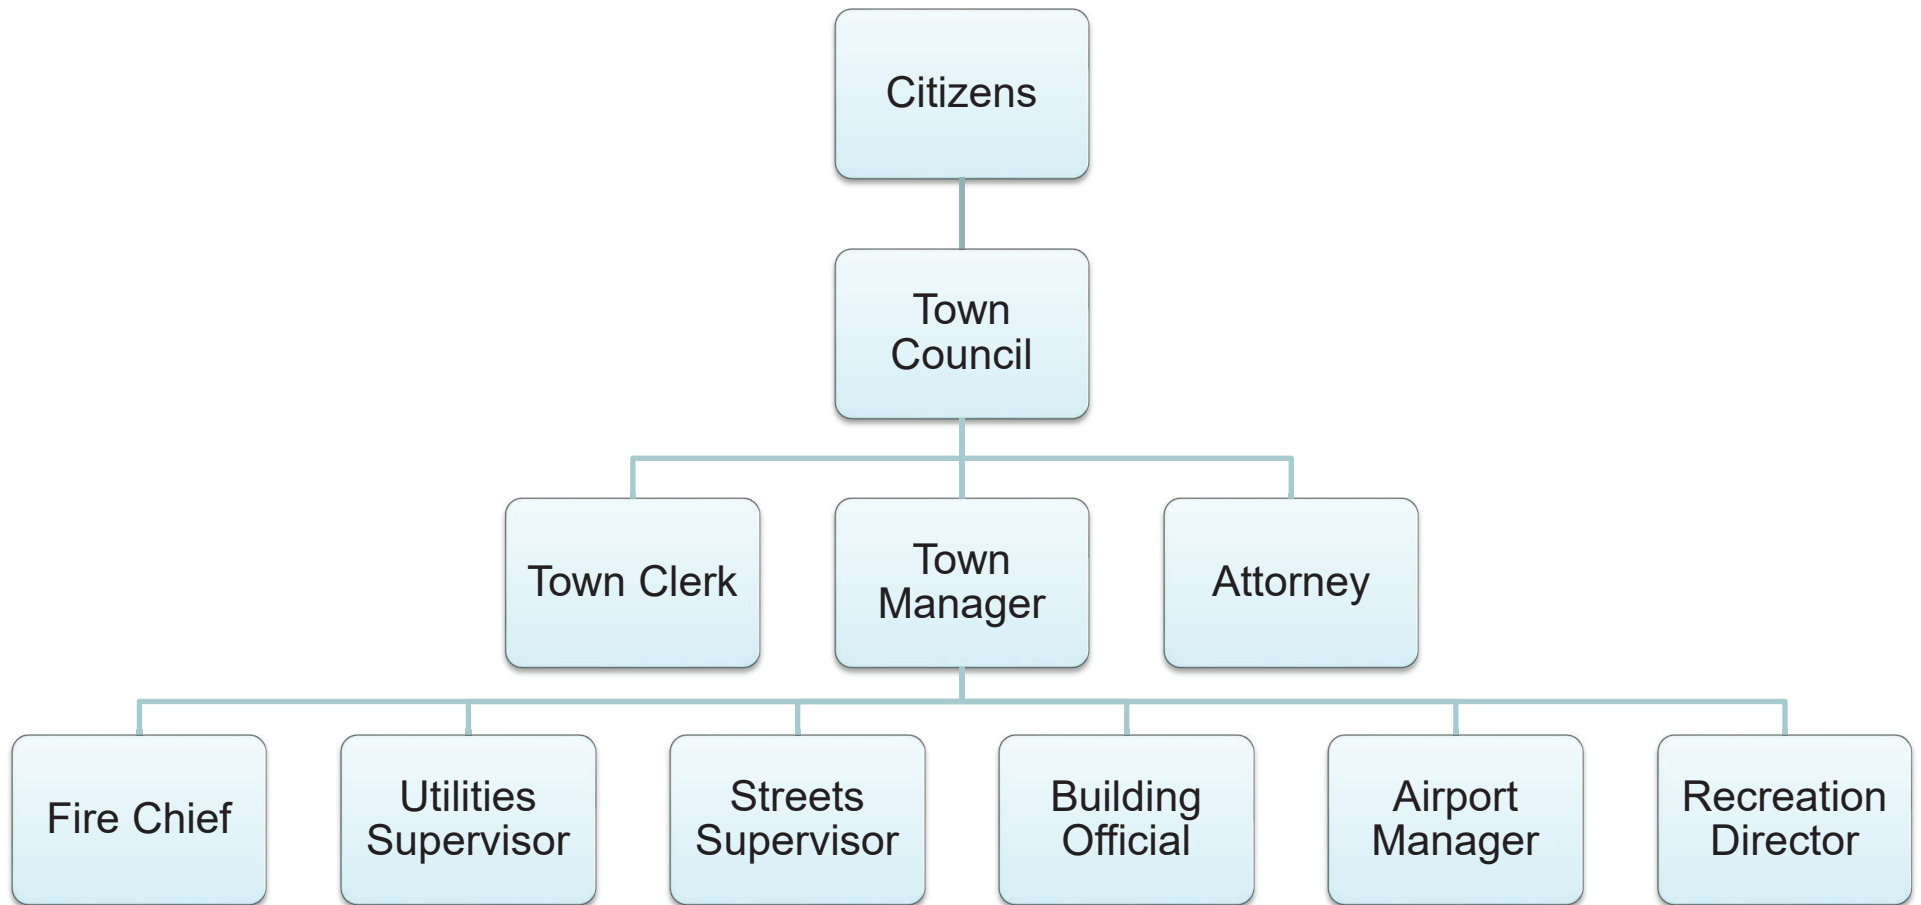 Citizens
Town
Council
Town Clerk
Town
Manager
Attorney
Fire Chief
Utilities
Supervisor
Streets
Supervisor
Building
Official
Airport
Manager
Recreation
Director